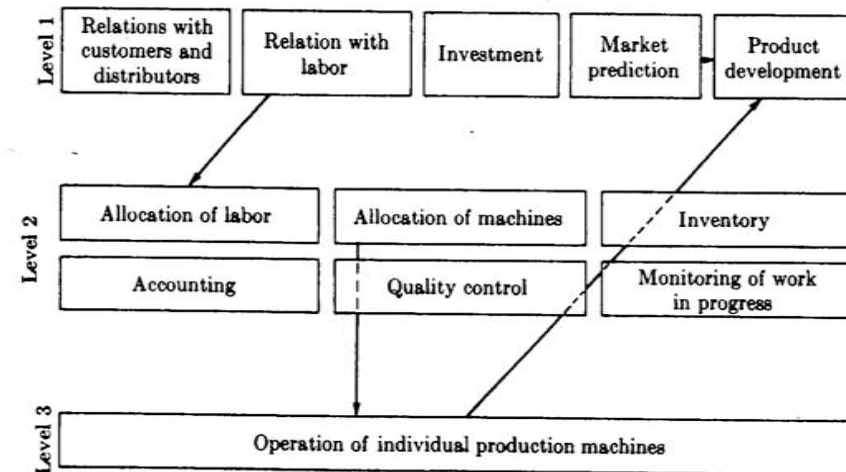 Level 1
Relations with
customers and
distributors
Relation with
labor
Investment
Market
prediction
Product
development
Level 2
Allocation of labor
Allocation of machines
Inventory
Accounting
Quality control
Monitoring of work
in progress
Level 3
Operation of individual production machines